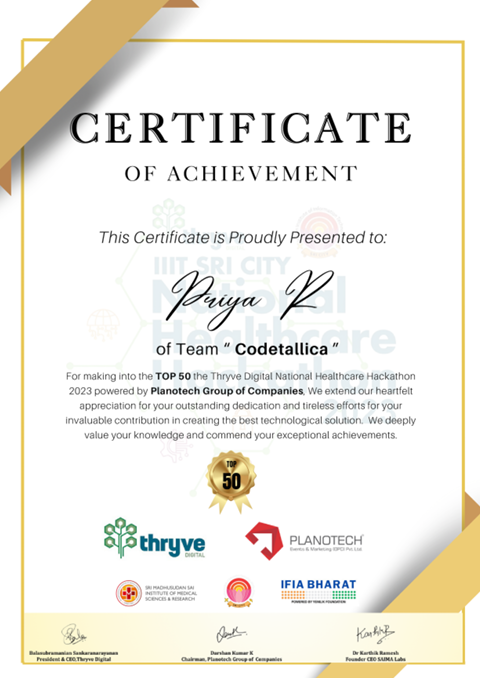 CERTIFICATE
OF ACHIEVEMENT
This Certificate is Proudly Presented to:
IIIT SRI CITY
National
Healthcare
Hackathon
2023
Priya R
of Team “ Codetallica ”
For making into the TOP 50 the Thryve Digital National Healthcare Hackathon
2023 powered by Planotech Group of Companies, We extend our heartfelt
appreciation for your outstanding dedication and tireless efforts for your
invaluable contribution in creating the best technological solution. We deeply
value your knowledge and commend your exceptional achievements.
TOP
50
thryve
DIGITAL
PLANOTECH
Events & Marketing (OPC) Pvt. Ltd.
SRI MADHUSUDAN SAI
INSTITUTE OF MEDICAL
SCIENCES & RESEARCH
IFIA BHARAT
Balasubramanian Sankaranarayanan
President & CEO,Thryve Digital
Darshan Kumar K
Chairman, Planotech Group of Companies
Dr Karthik Ramesh
Founder CEO SAIMA Labs